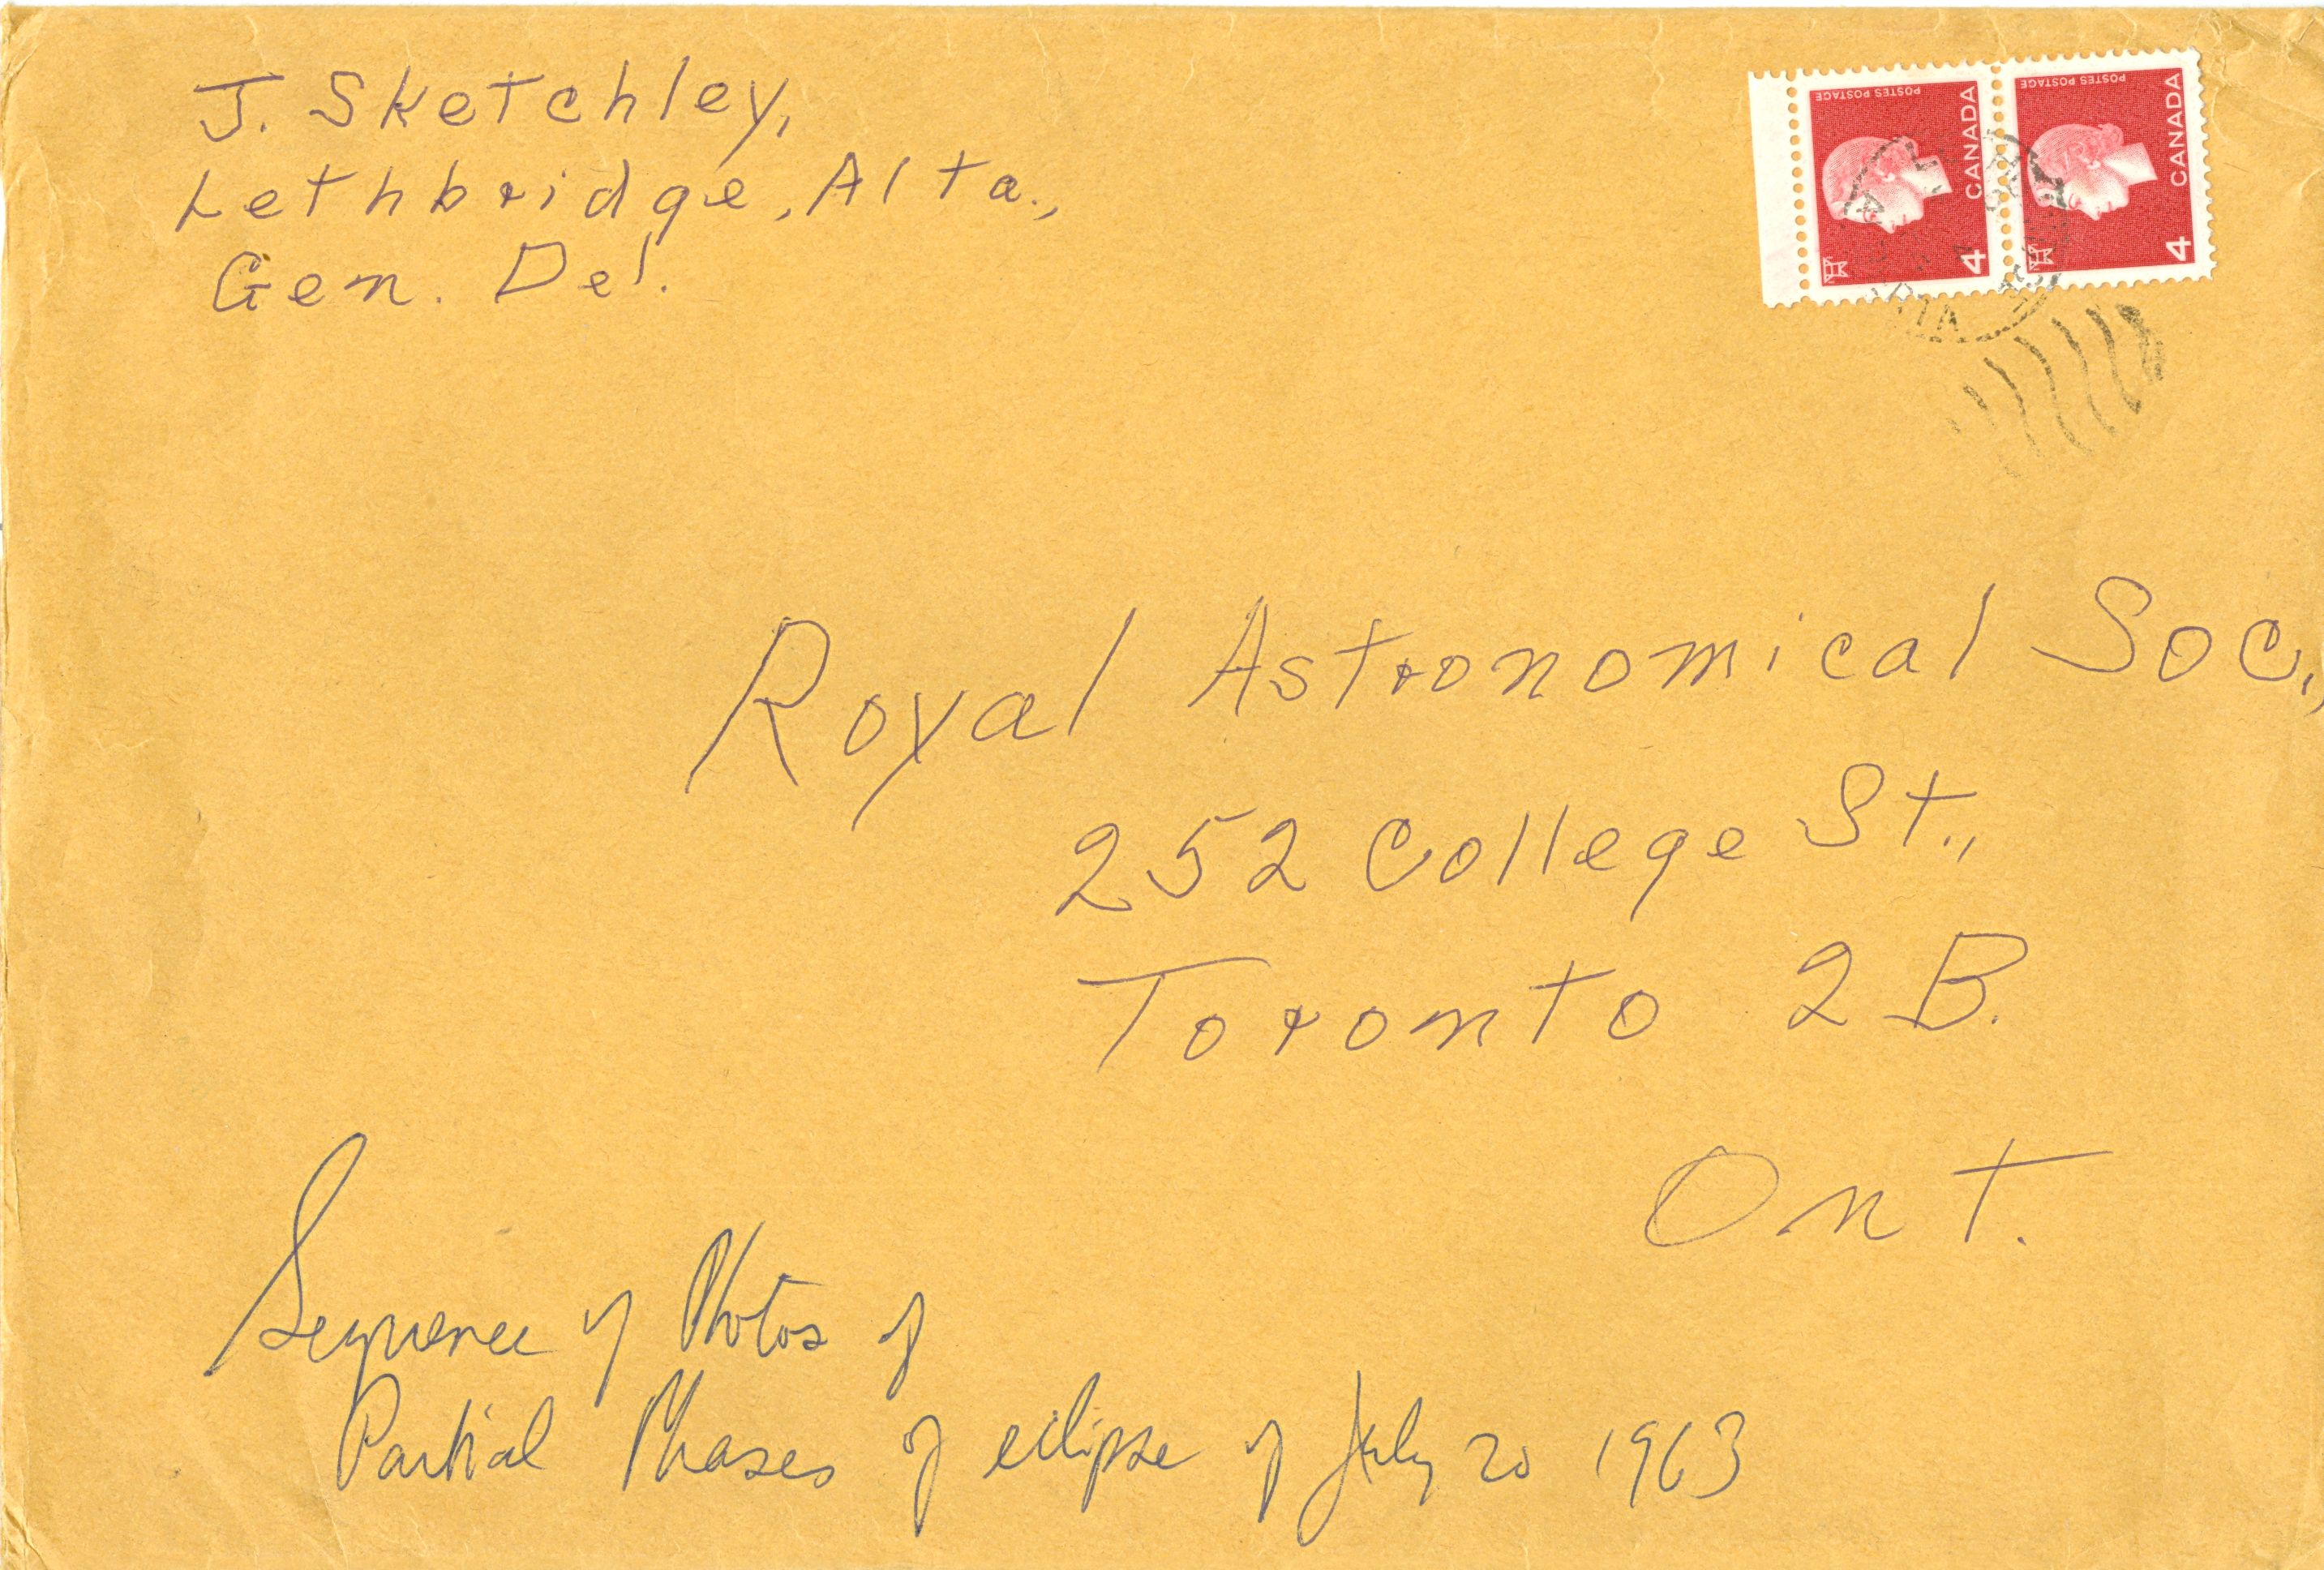 J. Sketchley,
Lethbridge, Alta.,
Gen. Del.
POSTES POSTAGE
CANADA
4
POSTES POSTAGE
CANADA
4
Royal Astronomical Soc.,
252 College St.,
Toronto 2 B.
Ont.
Sequence of Photos of
Partial Phases of eclipse of July 20 1963